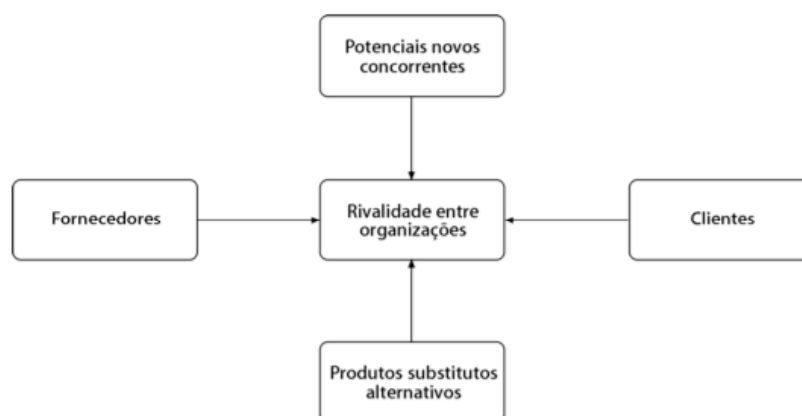 Potenciais novos
concorrentes
Fornecedores
Rivalidade entre
organizações
Clientes
Produtos substitutos
alternativos